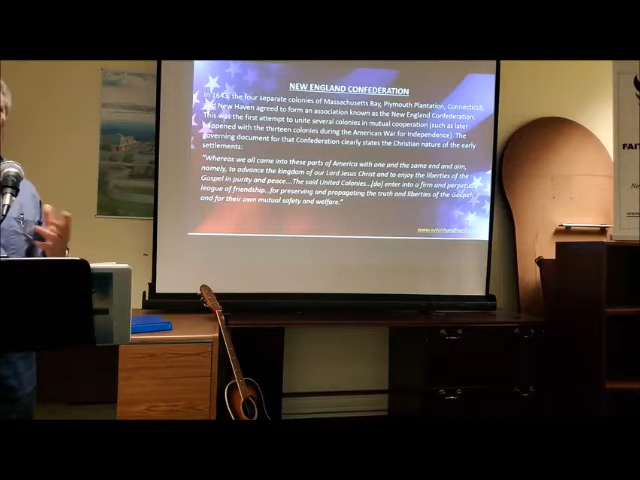 NEW ENGLAND CONFEDERATION
In 1643, the four separate colonies of Massachusetts Bay, Plymouth Plantation, Connecticut,
and New Haven agreed to form an association known as the New England Confederation.
This was the first attempt to unite several colonies in mutual cooperation (such as later
happened with the thirteen colonies during the American War for Independence). The
governing document for that Confederation clearly states the Christian nature of the early
settlements:
"Whereas we all came into these parts of America with one and the same end and aim,
namely, to advance the kingdom of our Lord Jesus Christ and to enjoy the liberties of the
Gospel in purity and peace,...The said United Colonies...[do] enter into a firm and perpetual
league of friendship...for preserving and propagating the truth and liberties of the Gospel
and for their own mutual safety and welfare."
FAIT